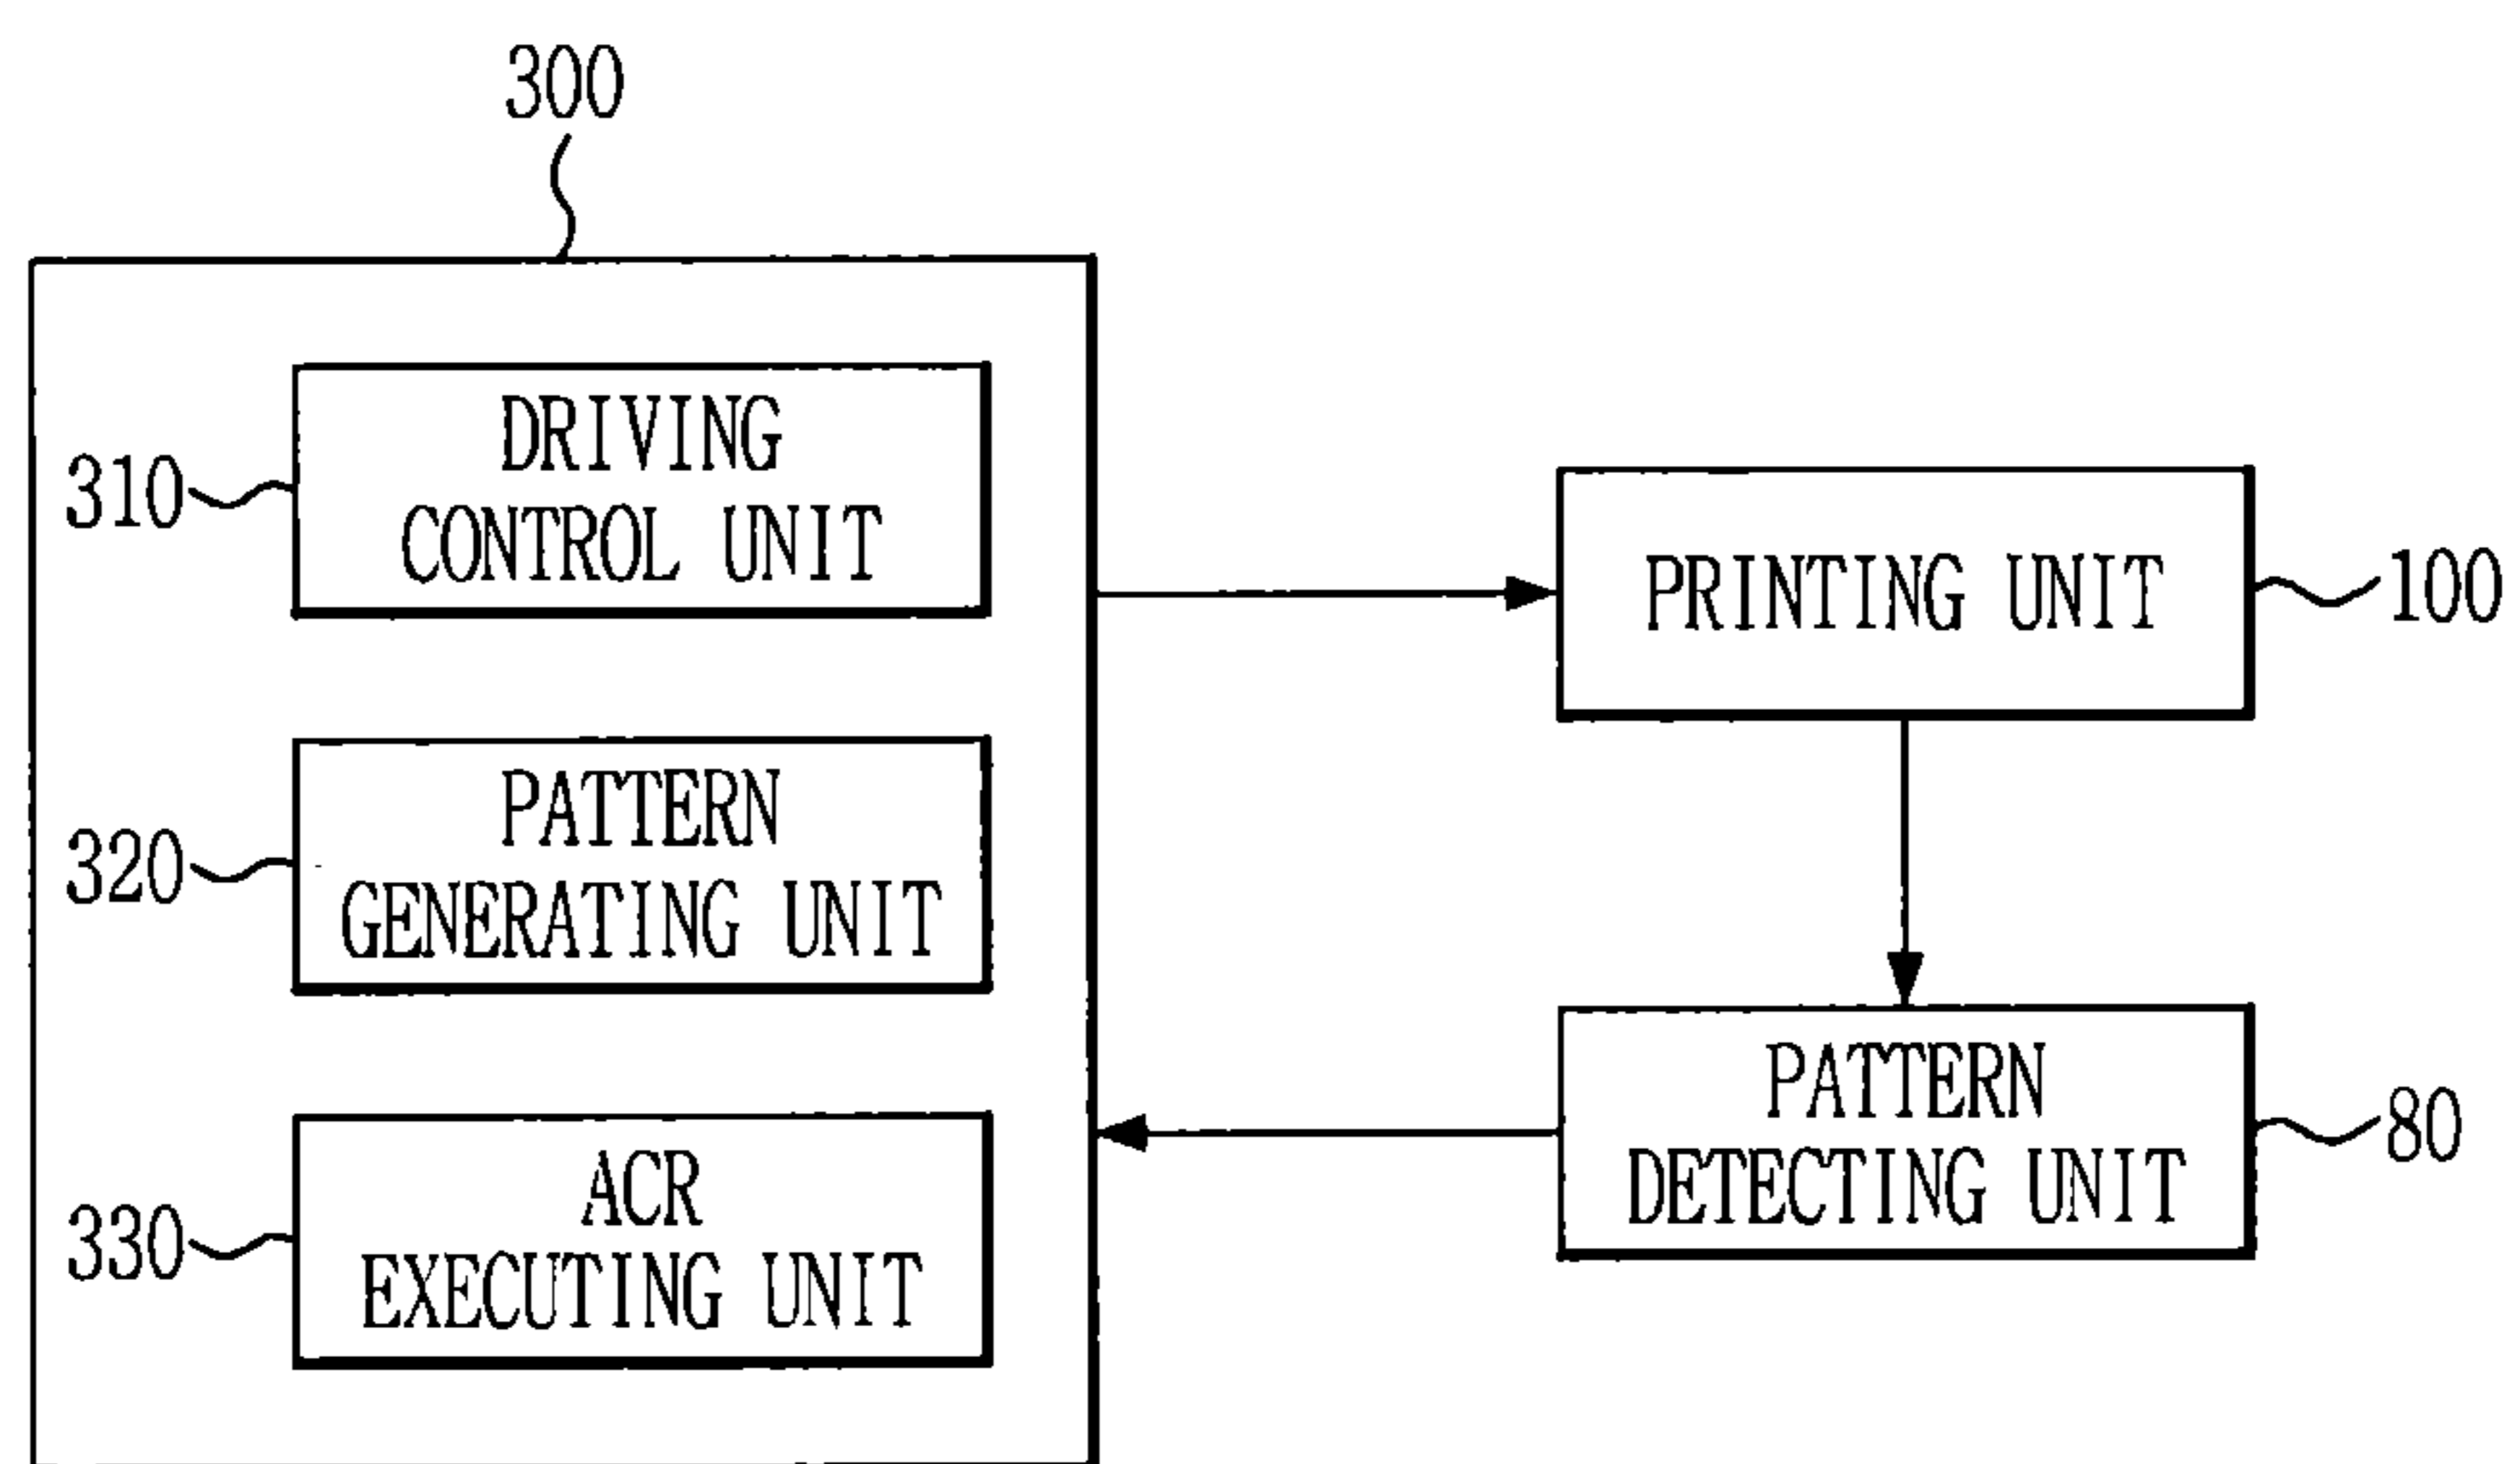 300
310
DRIVING
CONTROL UNIT
320
PATTERN
GENERATING UNIT
330
ACR
EXECUTING UNIT
PRINTING UNIT
100
PATTERN
DETECTING UNIT
80